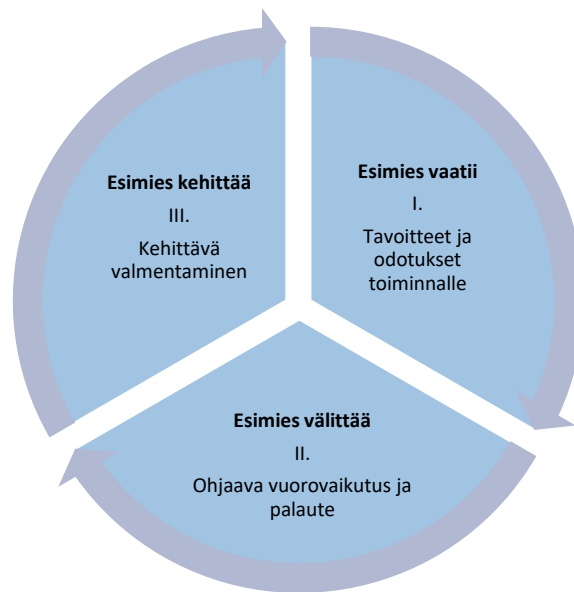 Esimies vaatii
I.
Tavoitteet ja
odotukset
toiminnalle
Esimies välittää
II.
Ohjaava vuorovaikutus ja
palaute
Esimies kehittää
III.
Kehittävä
valmentaminen